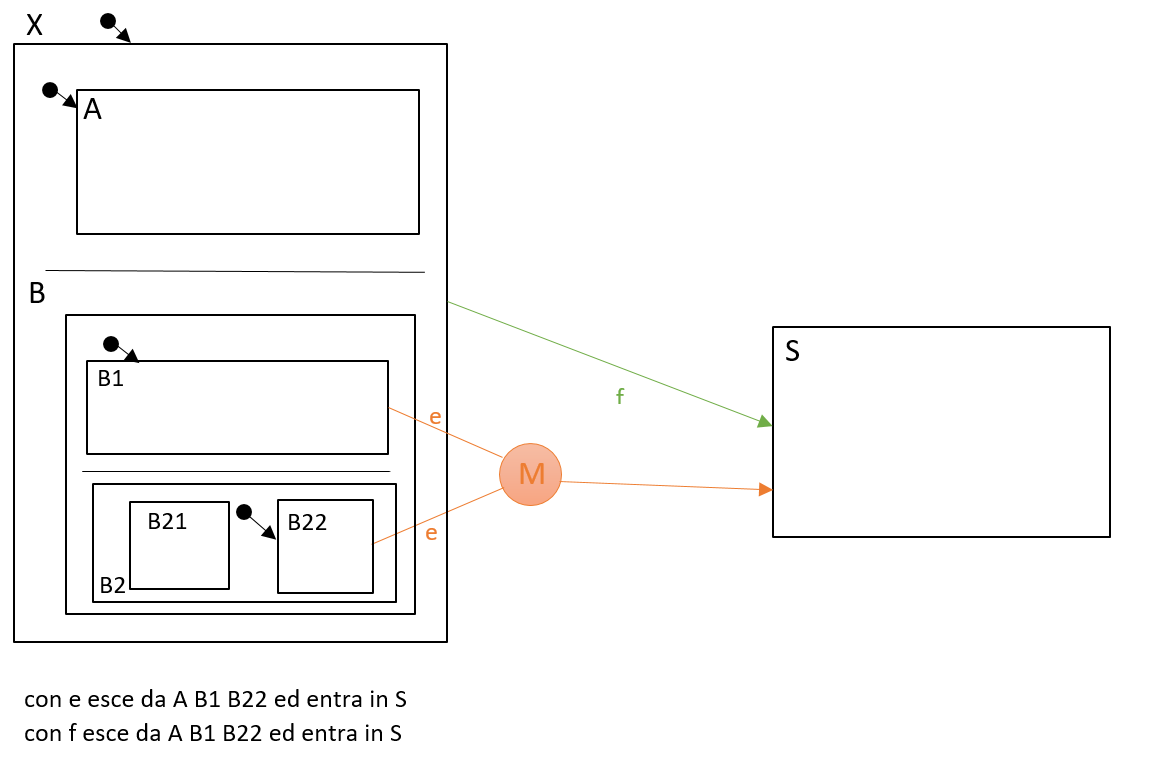 X
A
B
B1
e
f
S
M
B21
B22
e
B2
con e esce da A B1 B22 ed entra in S
con f esce da A B1 B22 ed entra in S